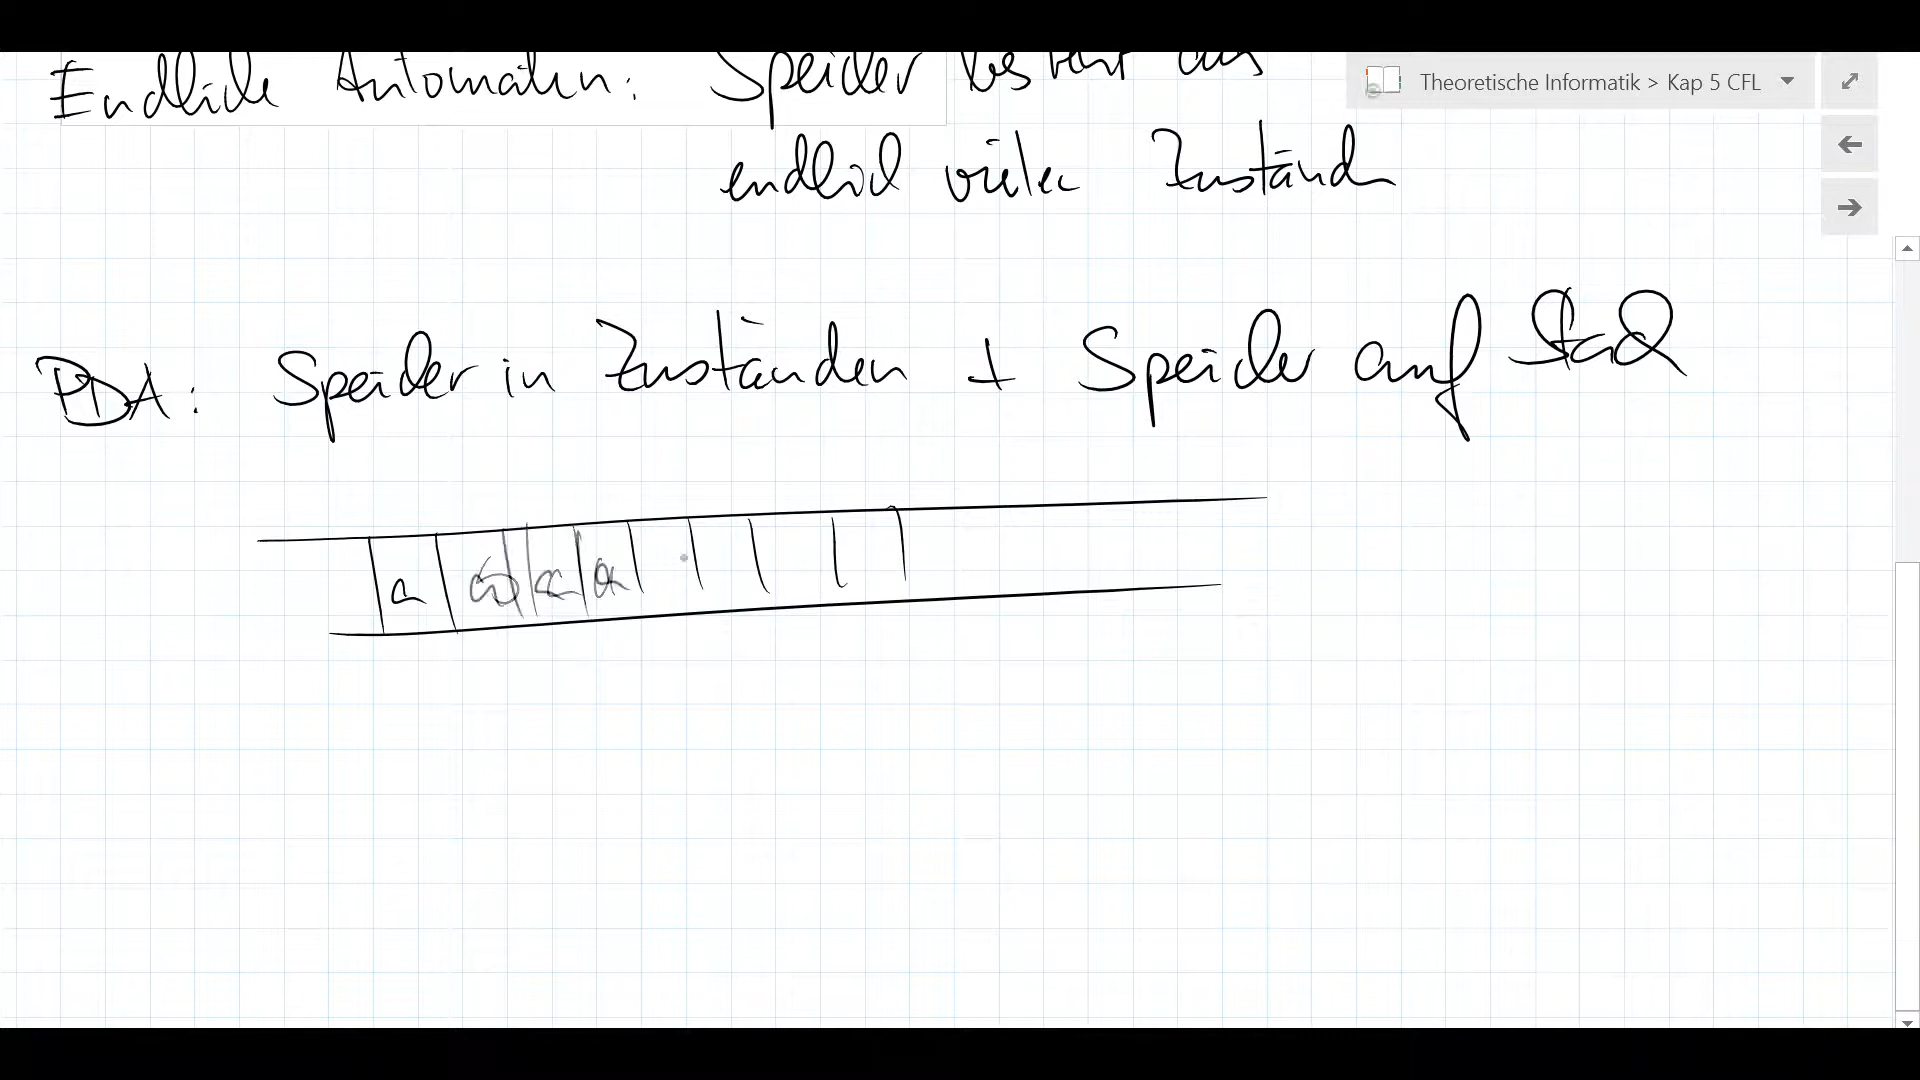 Endliche Automaten: Speicher besteht aus
Theoretische Informatik > Kap 5 CFL
endlich vielen Zuständen
PDA: Speicher in Zuständen + Speicher auf Stack
a a a a